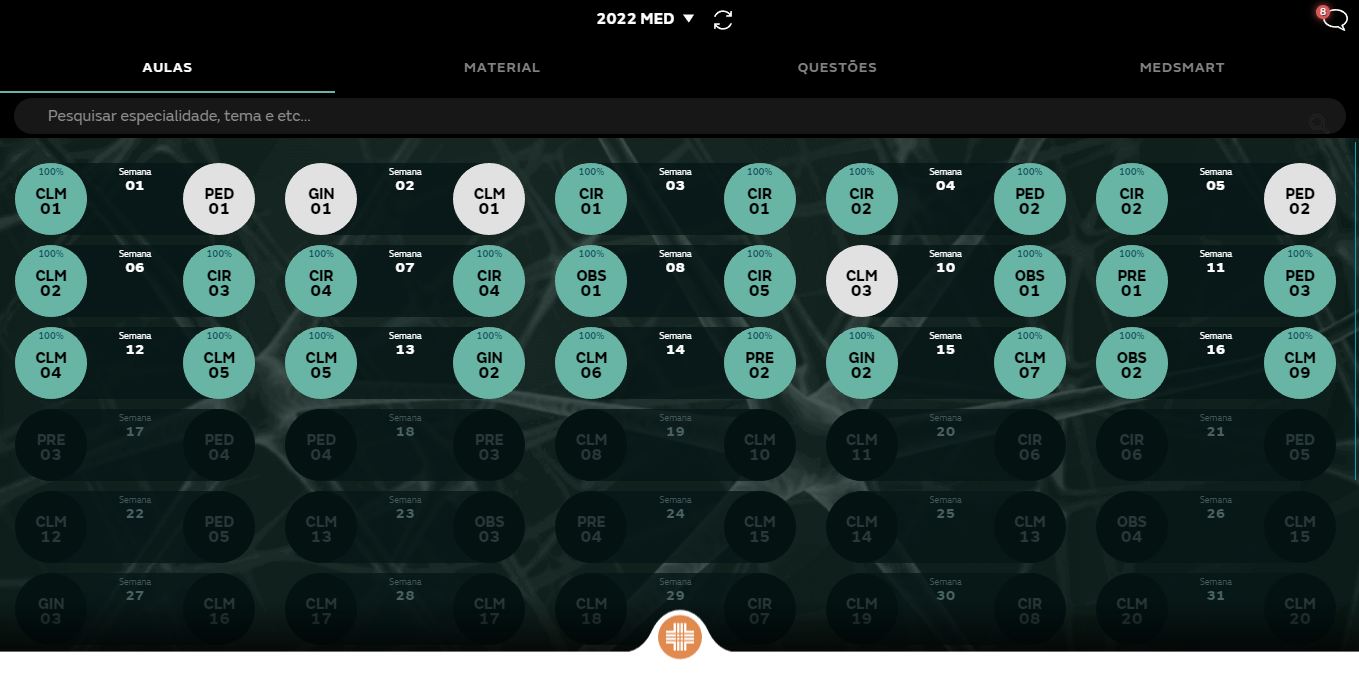 2022 MED
8
AULAS
MATERIAL
QUESTÕES
MEDSMART
Pesquisar especialidade, tema e etc...
100%
CLM
01
Semana
01
PED
01
GIN
01
Semana
02
CLM
01
100%
CIR
01
Semana
03
100%
CIR
01
100%
CIR
02
Semana
04
100%
PED
02
100%
CIR
02
Semana
05
PED
02
100%
CLM
02
Semana
06
100%
CIR
03
100%
CIR
04
Semana
07
100%
CIR
04
100%
OBS
01
Semana
08
100%
CIR
05
CLM
03
Semana
10
100%
OBS
01
100%
PRE
01
Semana
11
100%
PED
03
100%
CLM
04
Semana
12
100%
CLM
05
100%
CLM
05
Semana
13
100%
GIN
02
100%
CLM
06
Semana
14
100%
PRE
02
100%
GIN
02
Semana
15
100%
CLM
07
100%
OBS
02
Semana
16
100%
CLM
09
PRE
03
Semana
17
PED
04
PED
04
Semana
18
PRE
03
CLM
08
Semana
19
CLM
10
CLM
11
Semana
20
CIR
06
CIR
06
Semana
21
PED
05
CLM
12
Semana
22
PED
05
CLM
13
Semana
23
OBS
03
PRE
04
Semana
24
CLM
15
CLM
14
Semana
25
CLM
13
OBS
04
Semana
26
CLM
15
GIN
03
Semana
27
CLM
16
CLM
17
Semana
28
CLM
17
CLM
18
Semana
29
CIR
07
CLM
19
Semana
30
CIR
08
CLM
20
Semana
31
CLM
20